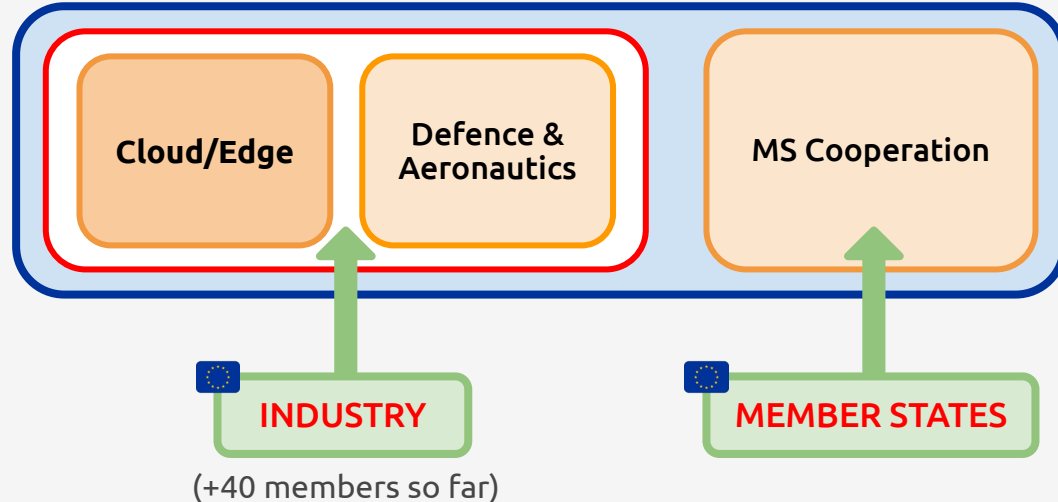 Cloud/Edge
Defence &
Aeronautics
MS Cooperation
INDUSTRY
MEMBER STATES
(+40 members so far)